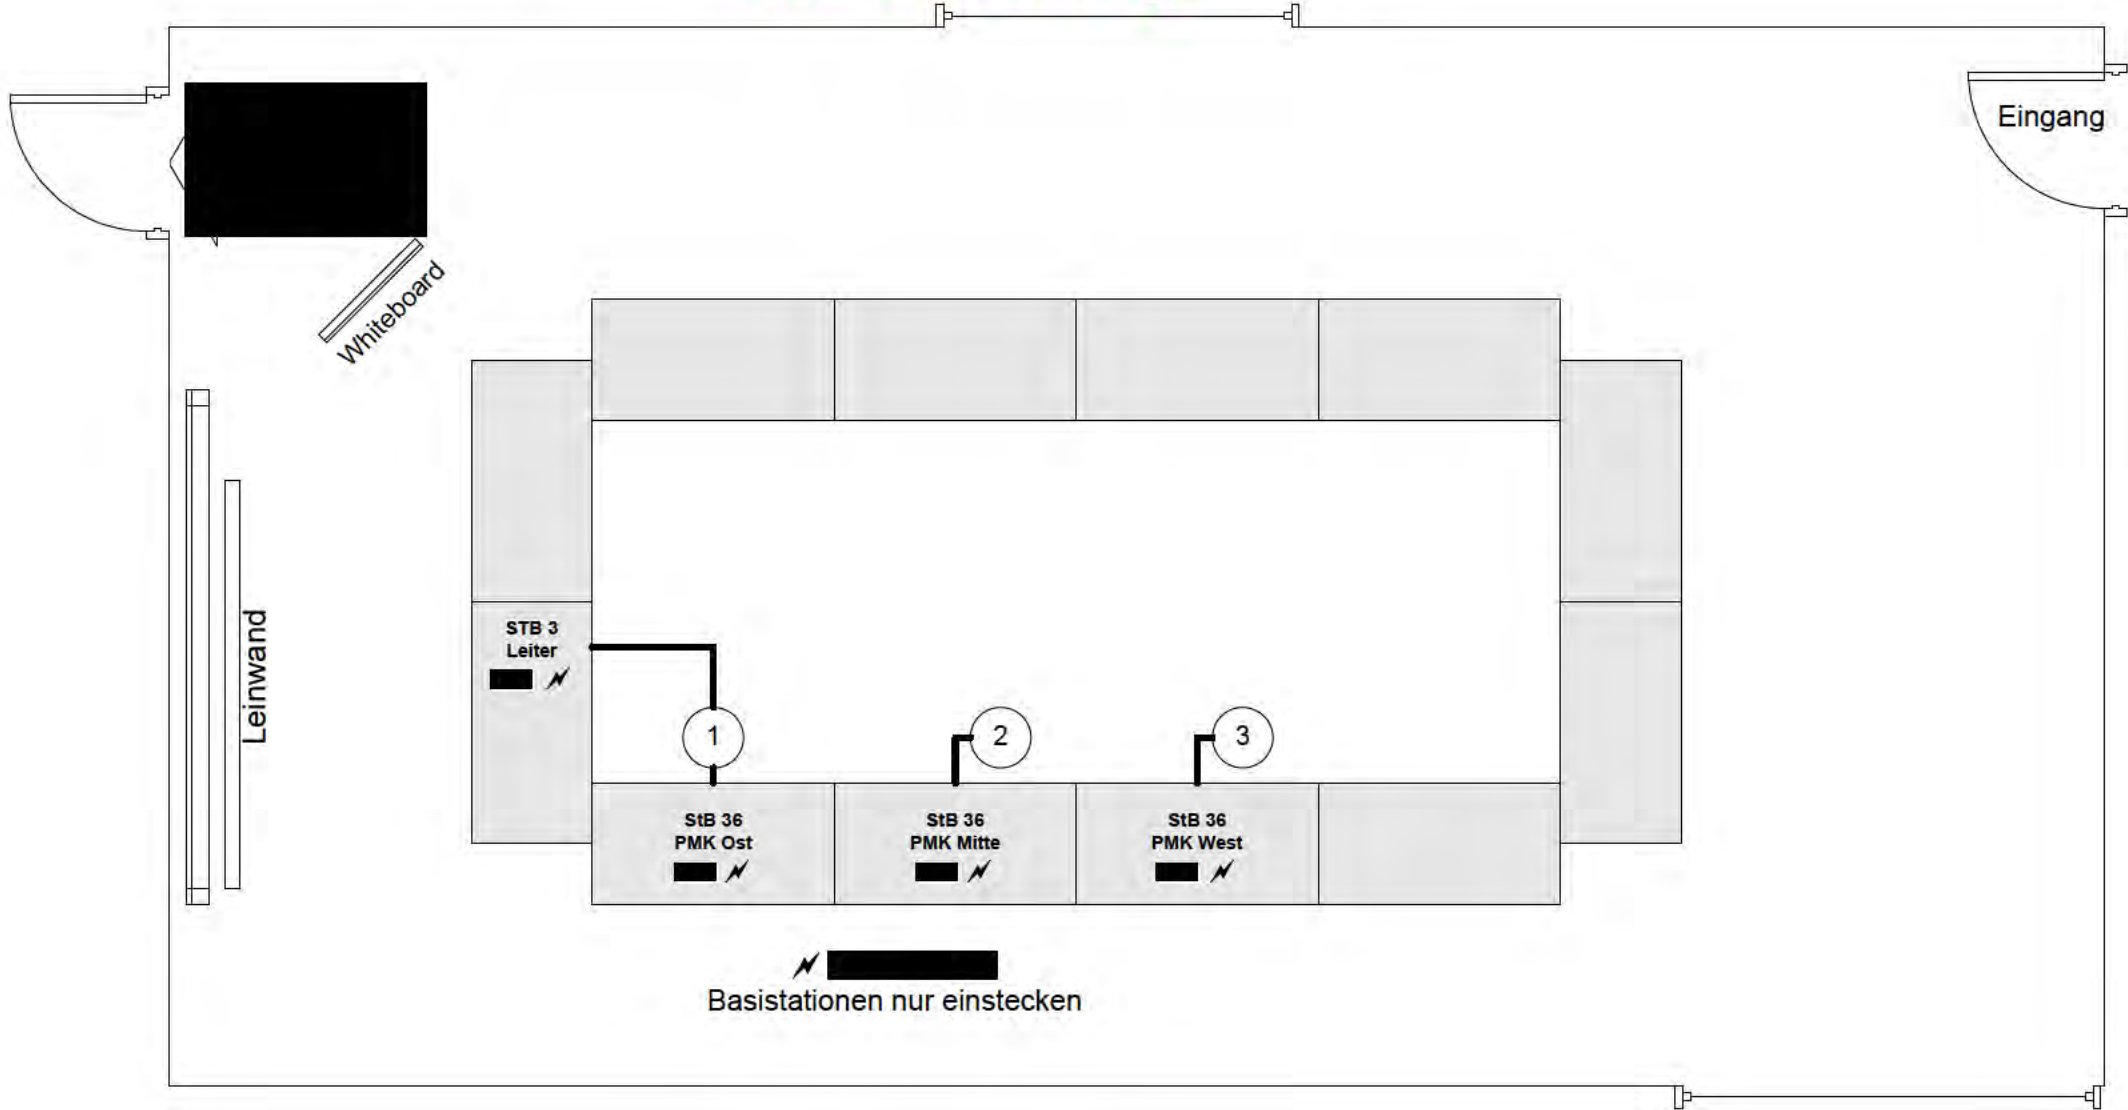 Eingang
Whiteboard
Leinwand
STB 3
Leiter
1
2
3
StB 36
PMK Ost
StB 36
PMK Mitte
StB 36
PMK West
Basistationen nur einstecken